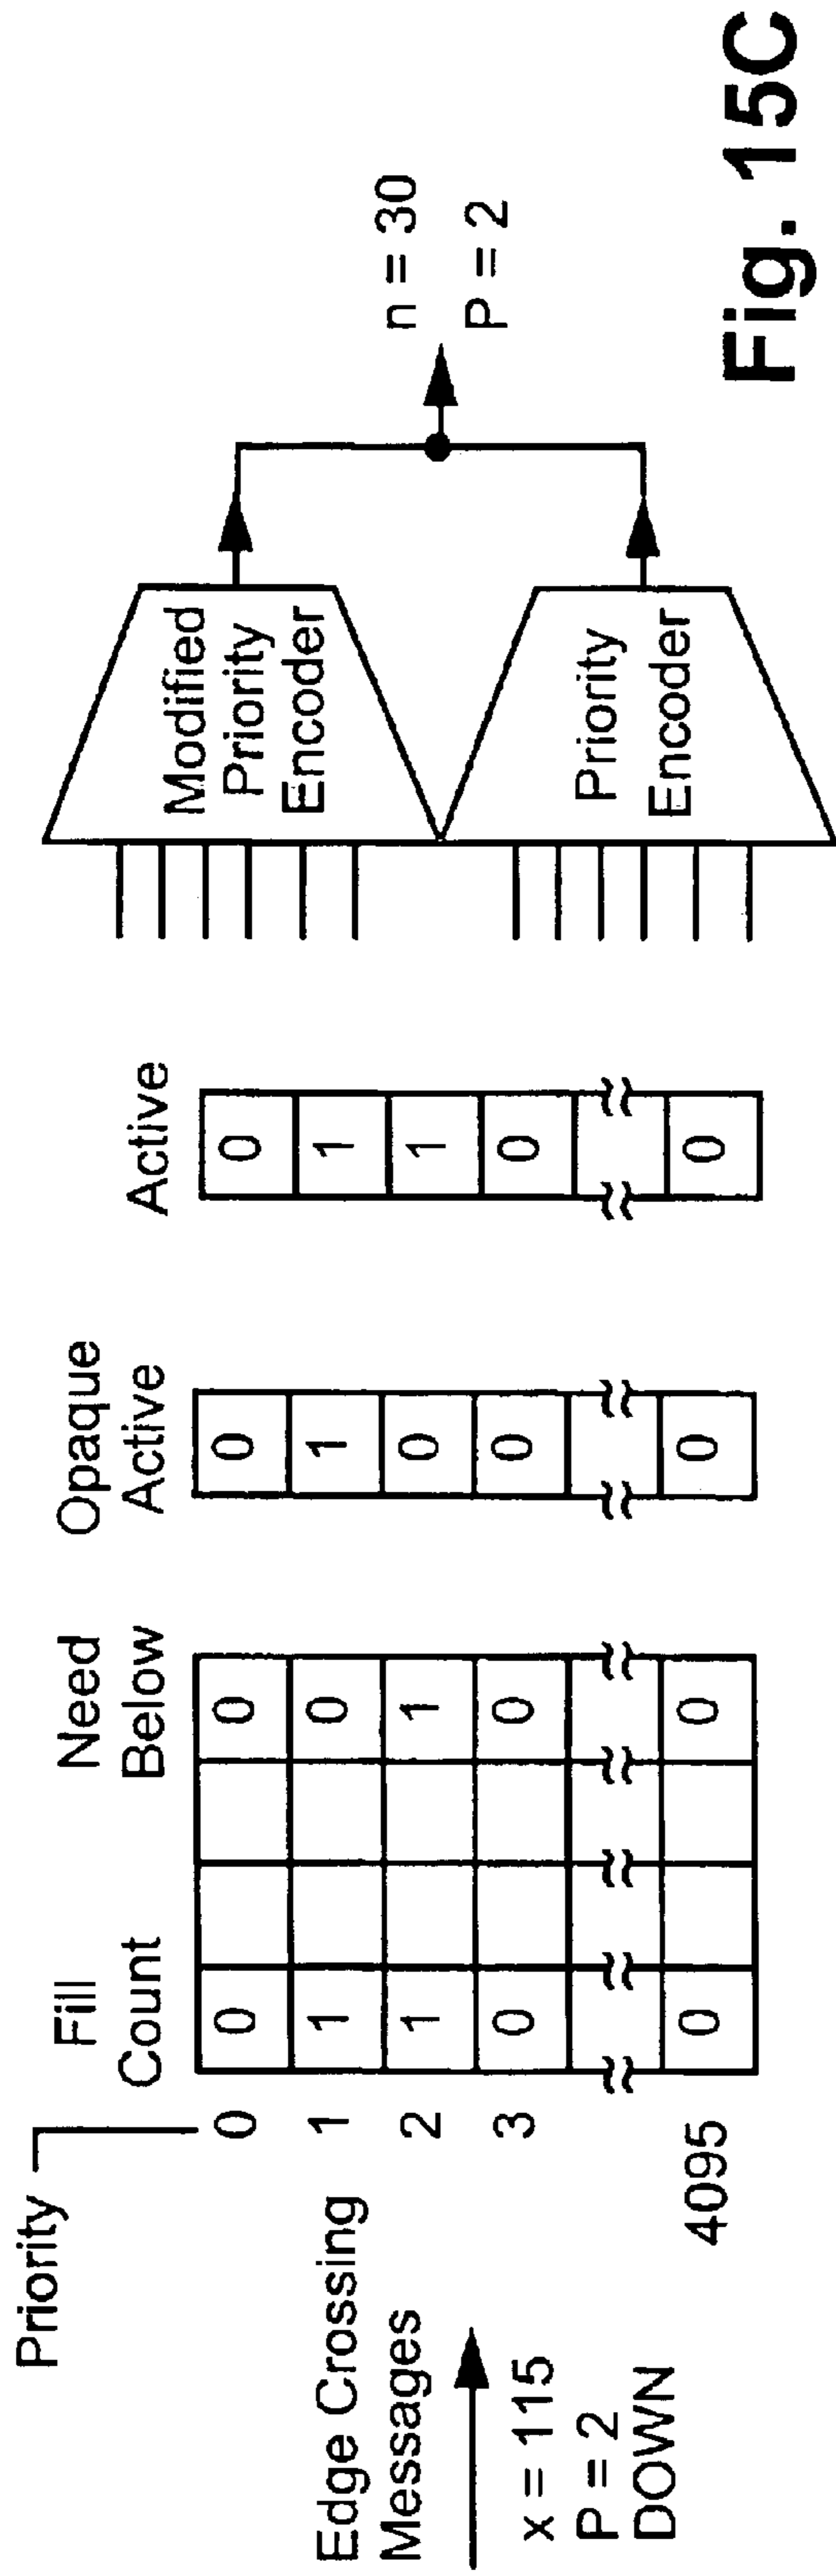 Priority
Edge Crossing
Messages
x = 115
P = 2
DOWN
Fill
Count
Need
Below
Opaque
Active
Active
0 0 0 0 0
1 1 0 1 1
2 1 1 0 1
3 0 0 0 0
4095 0 0 0 0
Modified
Priority
Encoder
Priority
Encoder
n = 30
P = 2
Fig. 15C